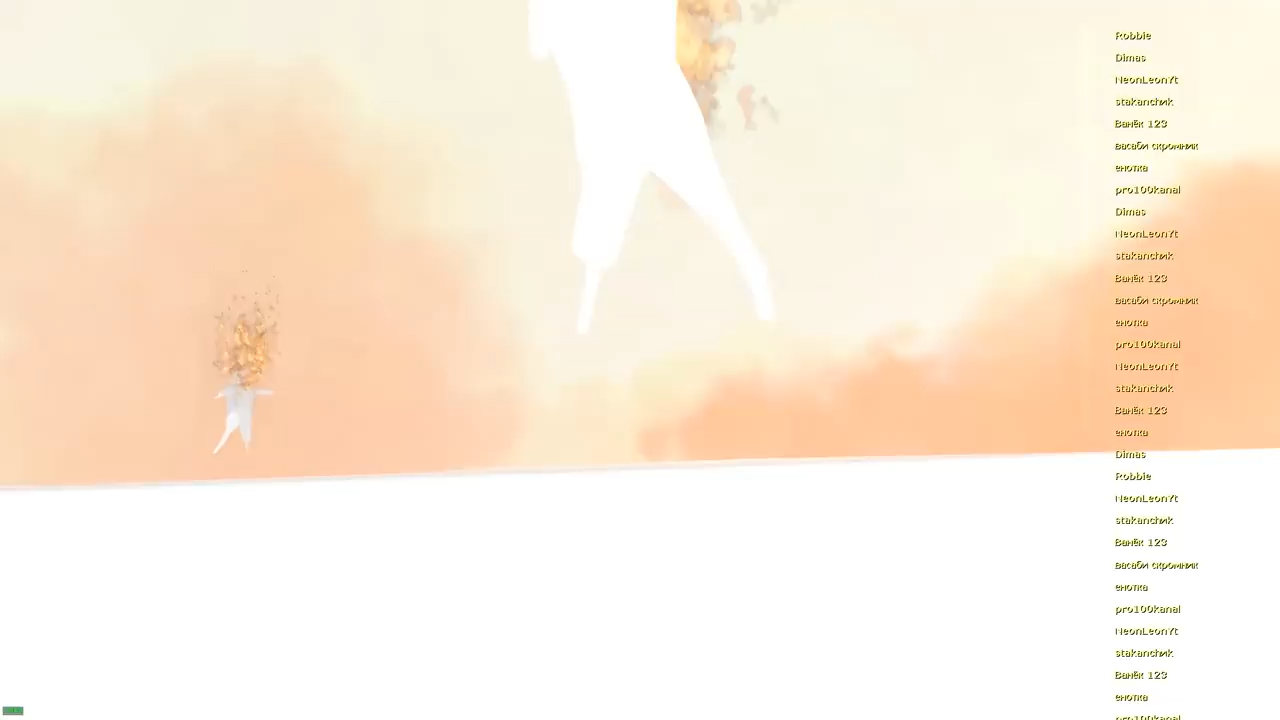 Robbie
Dimas
NeonLeonYt
stakanchik
Ванёк 123
васаби скромник
енотка
pro100kanal
Dimas
NeonLeonYt
stakanchik
Ванёк 123
васаби скромник
енотка
pro100kanal
NeonLeonYt
stakanchik
Ванёк 123
енотка
Dimas
Robbie
NeonLeonYt
stakanchik
Ванёк 123
васаби скромник
енотка
pro100kanal
NeonLeonYt
stakanchik
Ванёк 123
енотка
pro100kanal